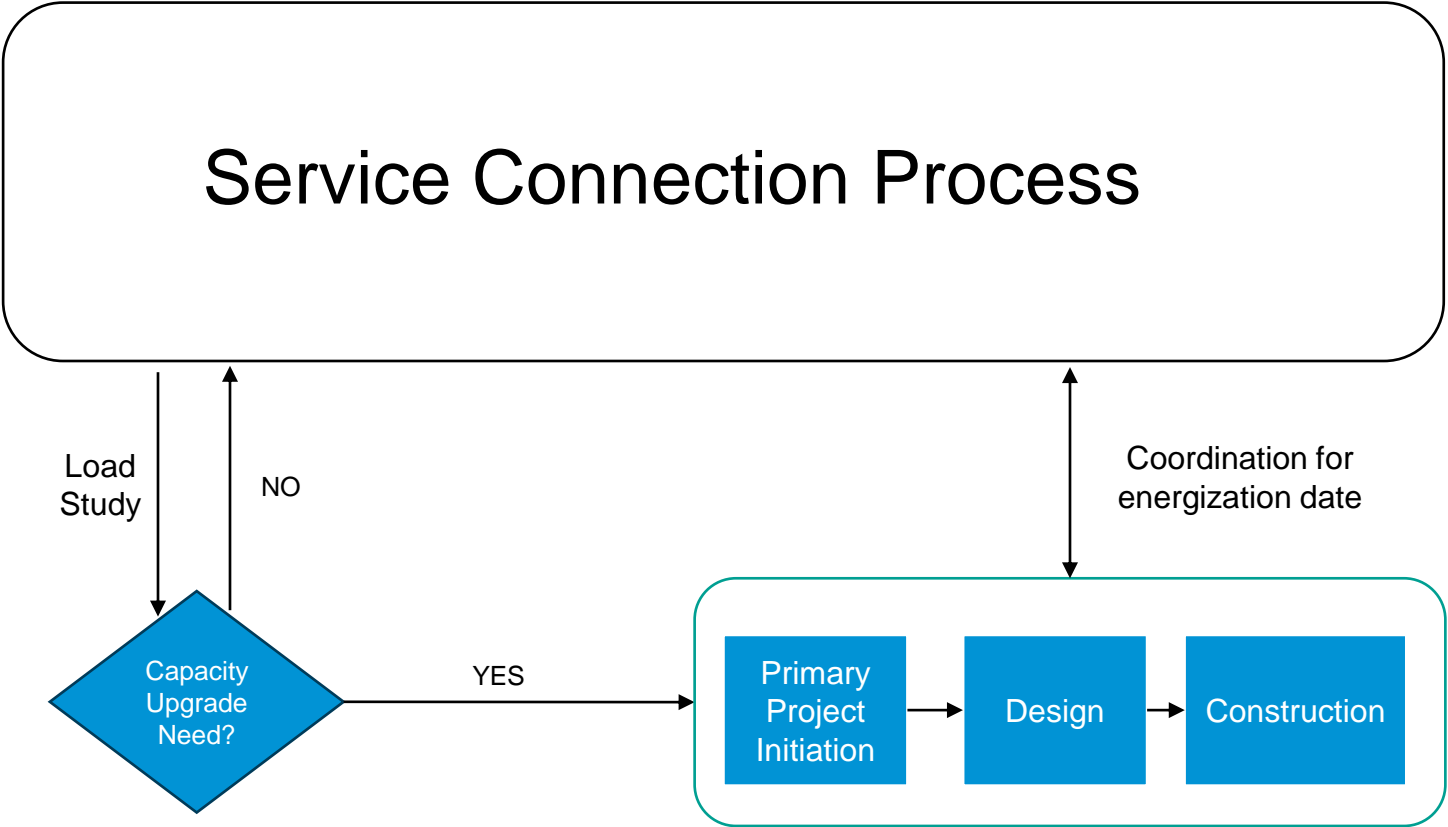 Service Connection Process
Load
Study
NO
Coordination for
energization date
Capacity
Upgrade
Need?
YES
Primary
Project
Initiation
Design
Construction